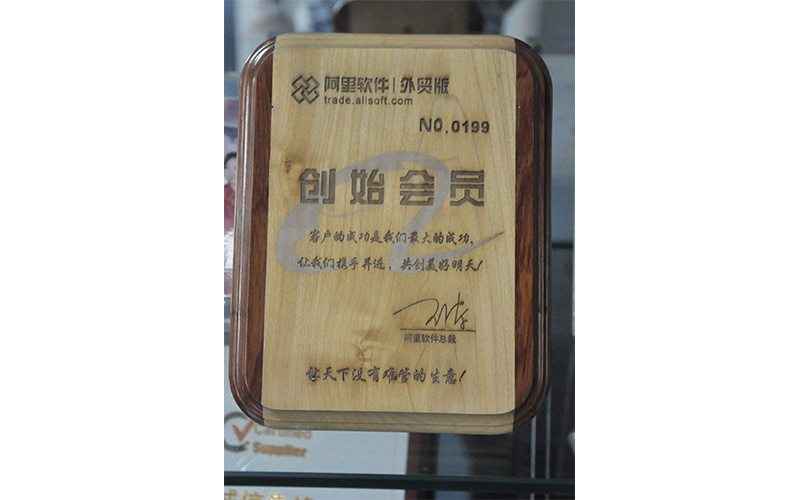 阿里软件|外贸版
trade.alisoft.com
NO.0199
创始会员
客户的成功是我们最大的成功,
让我们携手并进、共创美好明天!
阿里软件总裁
让天下没有难管的生意!
Certified
Supplier